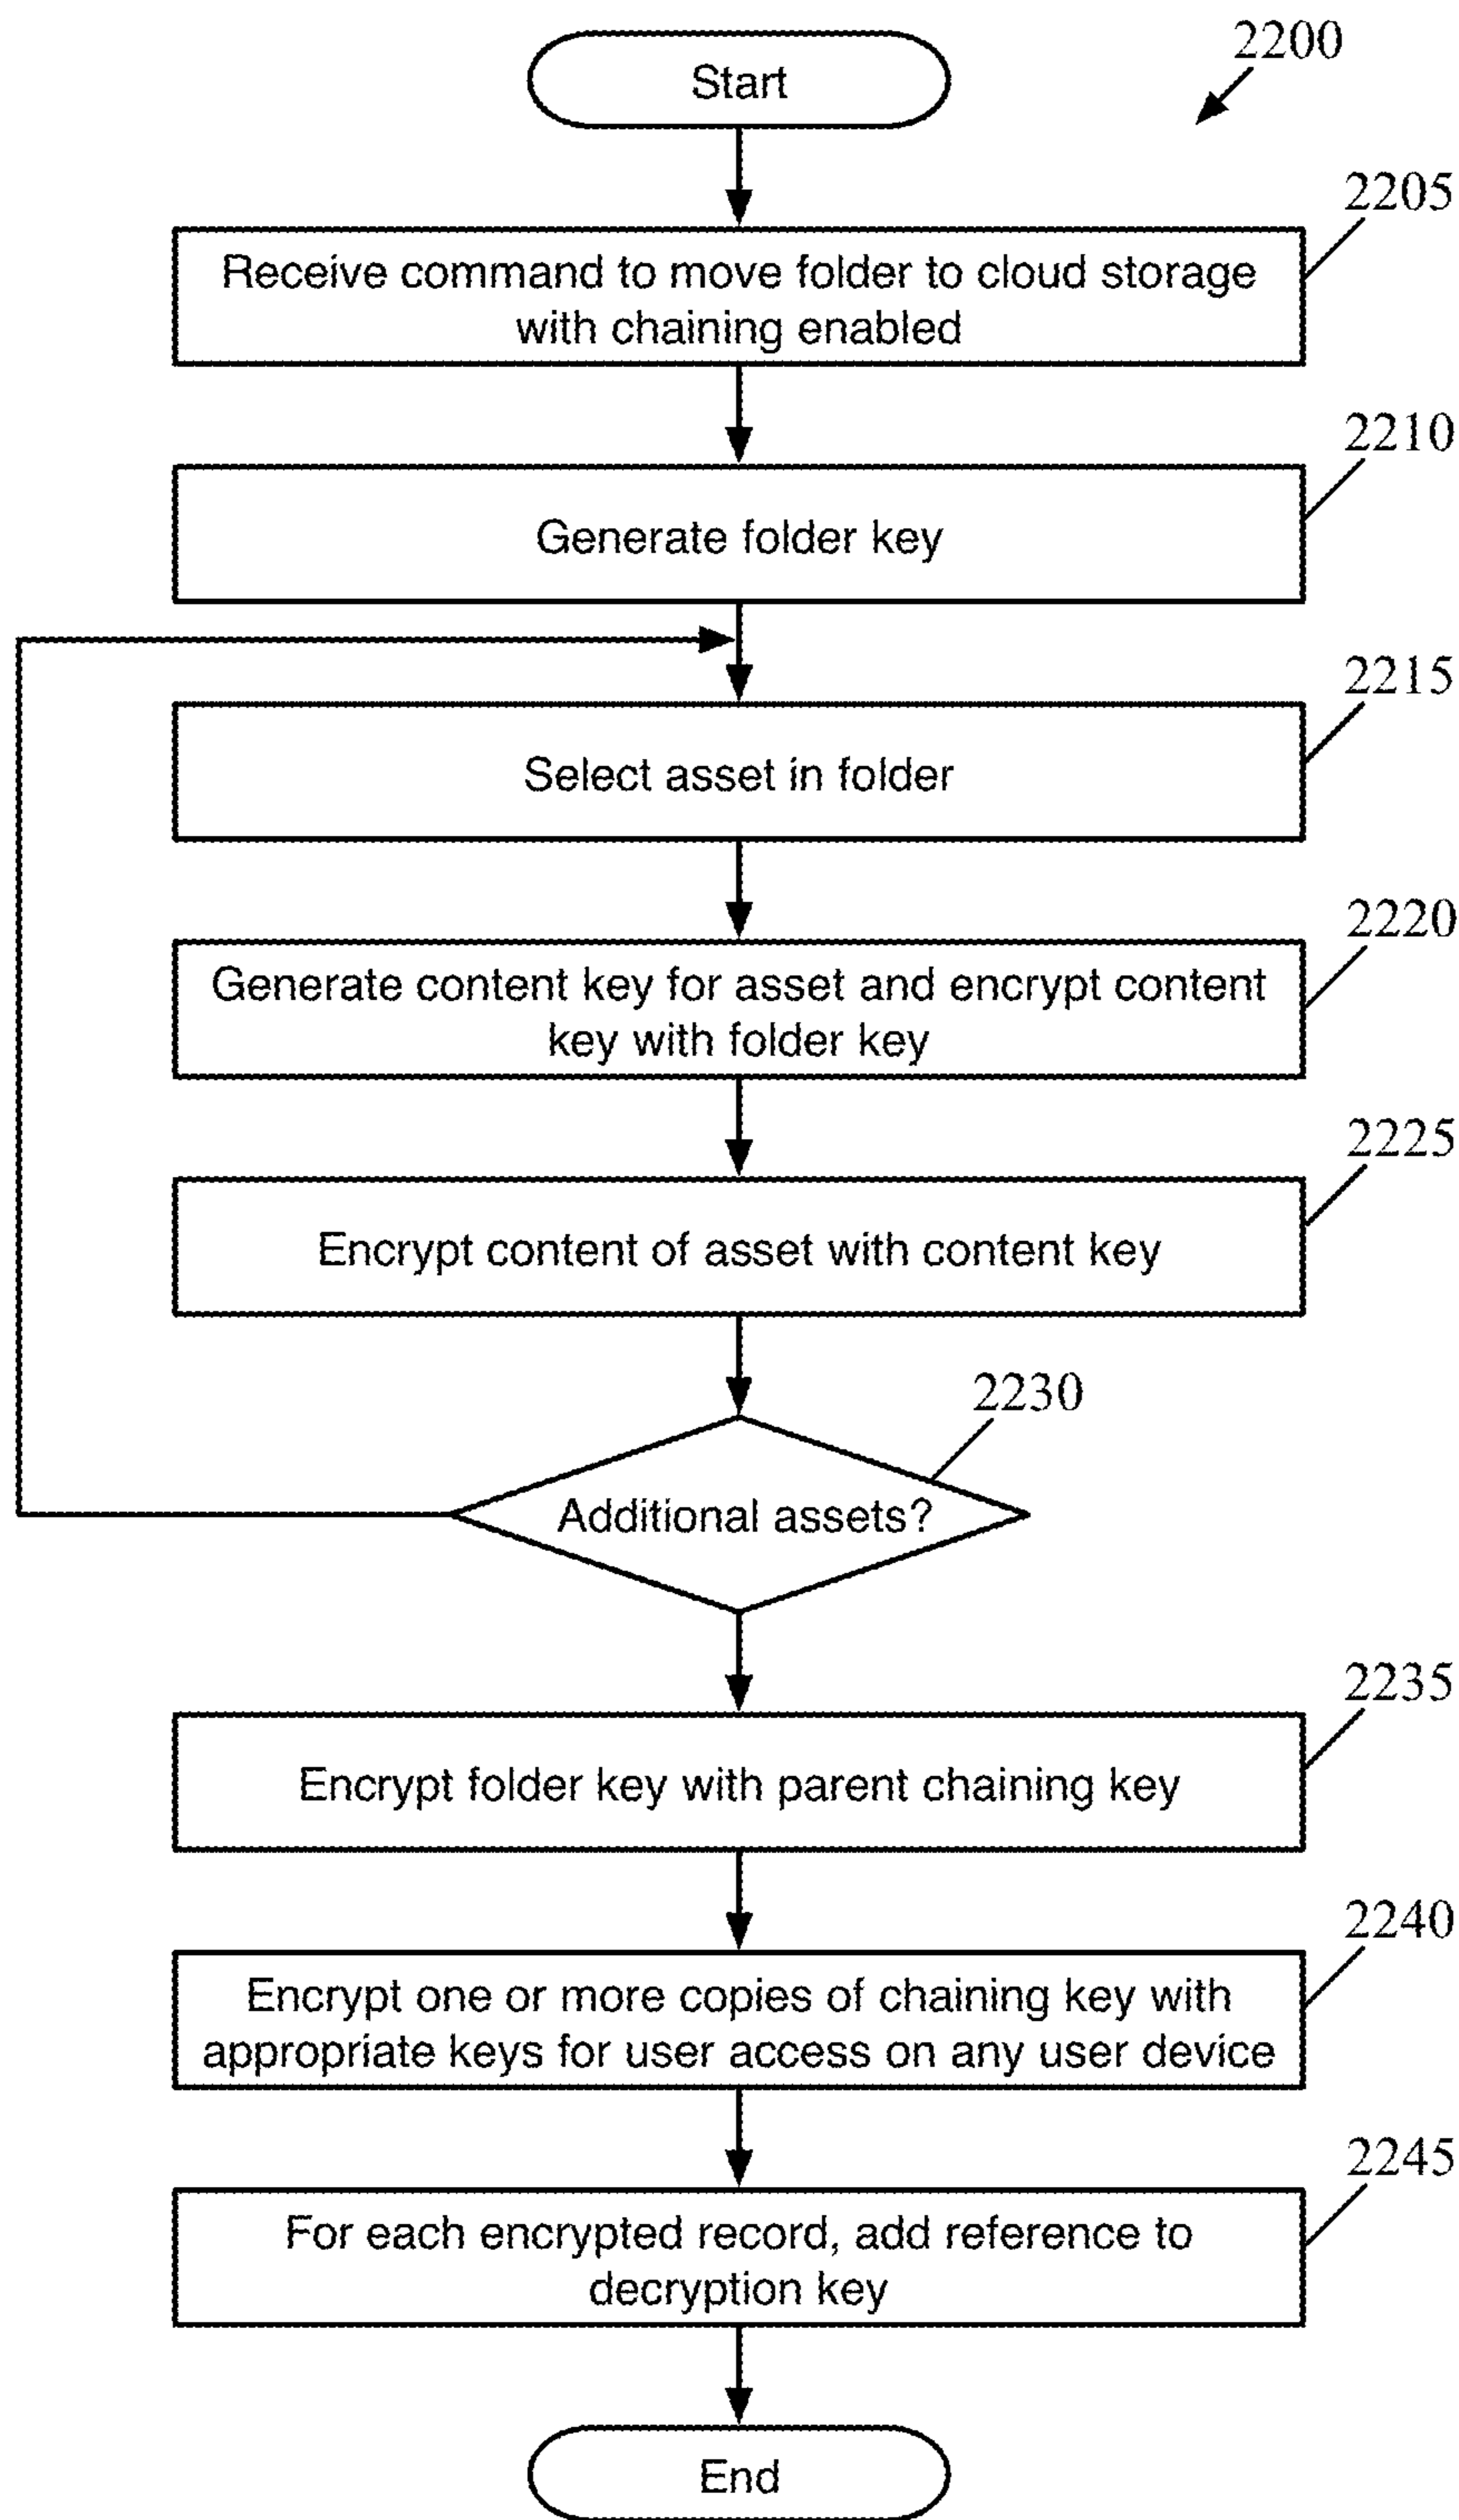 2200
Start
2205
Receive command to move folder to cloud storage
with chaining enabled
2210
Generate folder key
2215
Select asset in folder
2220
Generate content key for asset and encrypt content
key with folder key
2225
Encrypt content of asset with content key
2230
Additional assets?
2235
Encrypt folder key with parent chaining key
2240
Encrypt one or more copies of chaining key with
appropriate keys for user access on any user device
2245
For each encrypted record, add reference to
decryption key
End